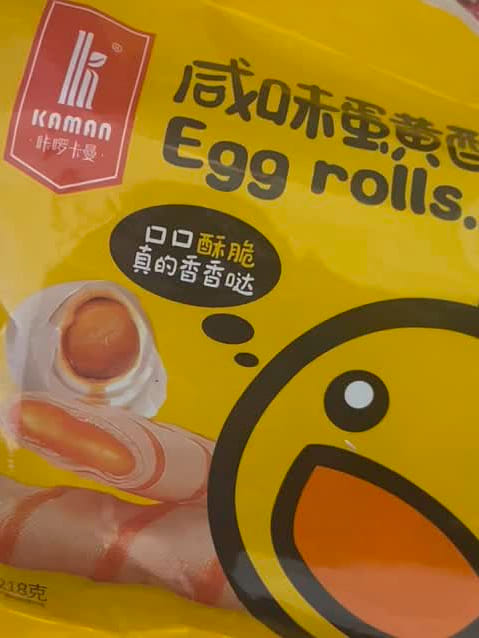 ®
KAMAN
·咔啰卡曼·
咸味蛋黄酥
Egg rolls.
口口酥脆
真的香香哒
218克